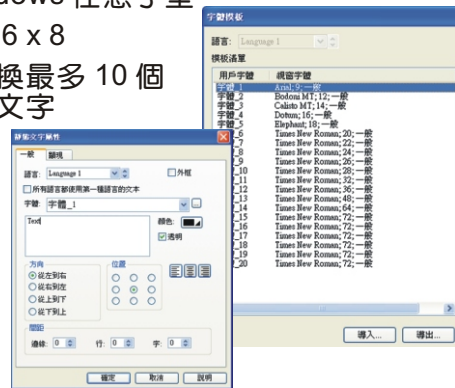 dows 任意字型
6 x 8
換最多 10 個
文字
字體模板
語言: Language 1
模板清單
用戶字體 視窗字體
字體_1 Arial; 9; 一般
字體_2 Bodoni MT; 12; 一般
字體_3 Calisto MT; 14; 一般
字體_4 Dotum; 16; 一般
字體_5 Elephant; 18; 一般
_6 Times New Roman; 20; 一般
_7 Times New Roman; 22; 一般
_8 Times New Roman; 24; 一般
_9 Times New Roman; 26; 一般
_10 Times New Roman; 28; 一般
_11 Times New Roman; 32; 一般
_12 Times New Roman; 36; 一般
_13 Times New Roman; 48; 一般
_14 Times New Roman; 64; 一般
_15 Times New Roman; 72; 一般
_16 Times New Roman; 72; 一般
_17 Times New Roman; 72; 一般
_18 Times New Roman; 72; 一般
_19 Times New Roman; 72; 一般
_20 Times New Roman; 72; 一般
導入... 導出...
靜態文字屬性
一般 顯現
語言: Language 1 外框
所有語言都使用第一種語言的文本
字體: 字體_1
Text 顏色:
透明
方向 位置
從左到右
從右到左
從上到下
從下到上
間距
邊緣: 0 行: 0 字: 0
確定 取消 說明